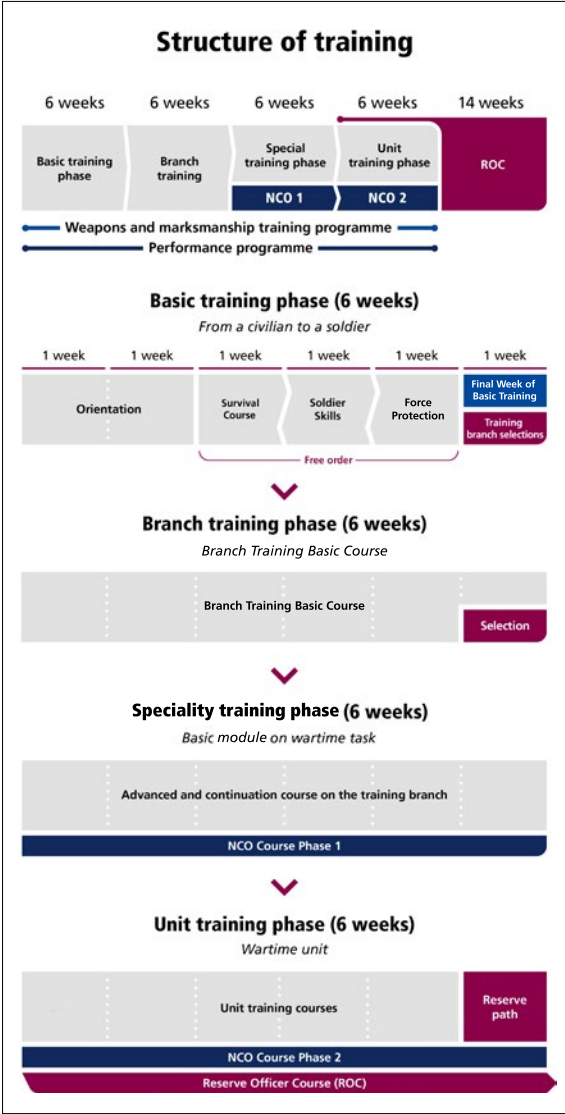 Structure of training
6 weeks 6 weeks 6 weeks 6 weeks 14 weeks
Basic training
phase
Branch
training
Special
training phase
Unit
training phase
ROC
NCO 1
NCO 2
Weapons and marksmanship training programme
Performance programme
Basic training phase (6 weeks)
From a civilian to a soldier
1 week 1 week 1 week 1 week 1 week 1 week
Orientation
Survival
Course
Soldier
Skills
Force
Protection
Final Week of
Basic Training
Training
branch selections
Free order
Branch training phase (6 weeks)
Branch Training Basic Course
Branch Training Basic Course
Selection
Speciality training phase (6 weeks)
Basic module on wartime task
Advanced and continuation course on the training branch
NCO Course Phase 1
Unit training phase (6 weeks)
Wartime unit
Unit training courses
Reserve
path
NCO Course Phase 2
Reserve Officer Course (ROC)